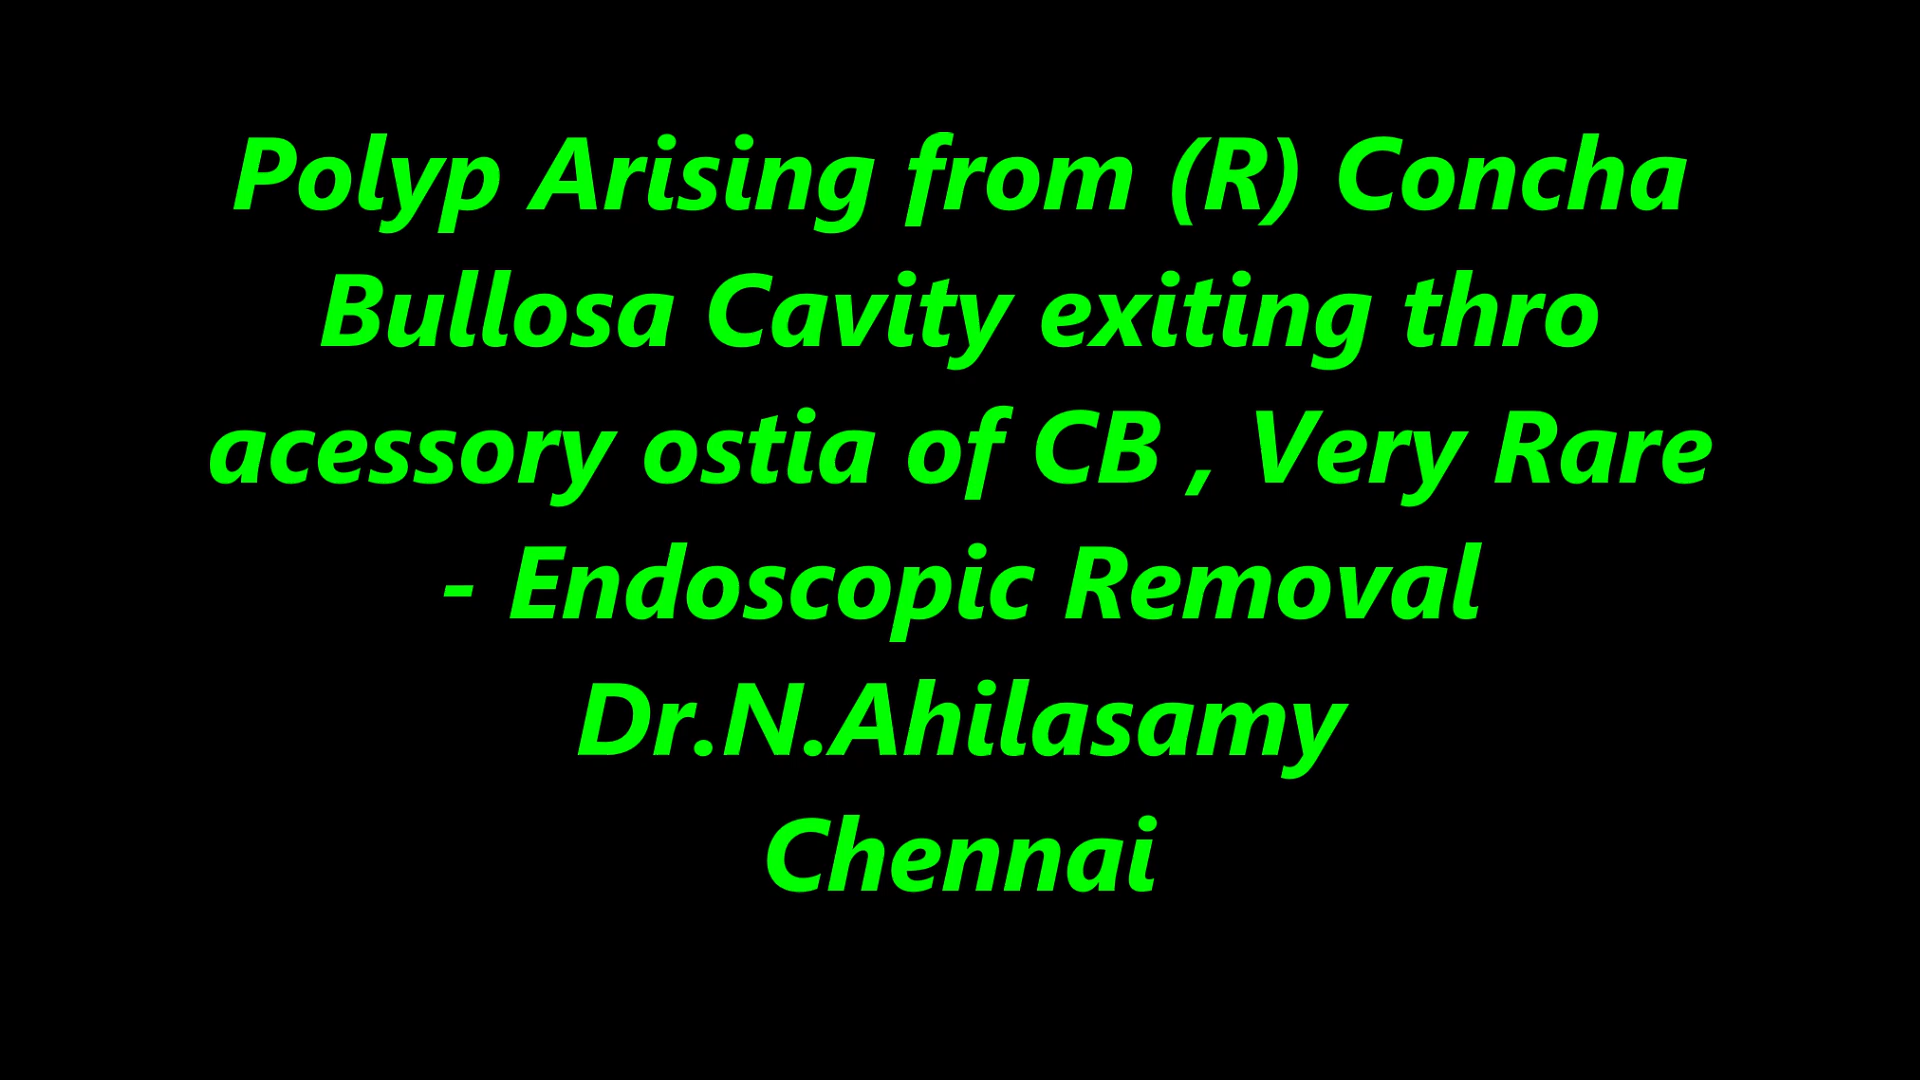 Polyp Arising from (R) Concha
Bullosa Cavity exiting thro
acessory ostia of CB , Very Rare
- Endoscopic Removal
Dr.N.Ahilasamy
Chennai